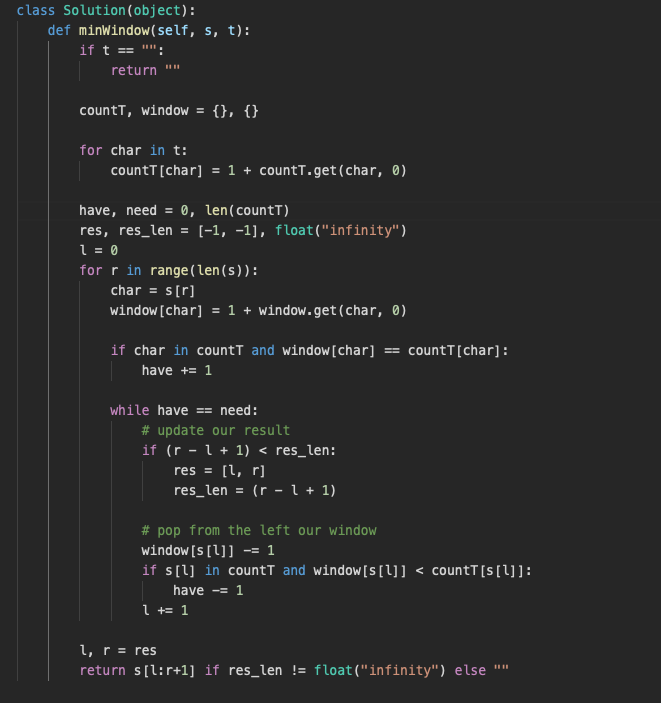 class Solution(object):
    def minWindow(self, s, t):
        if t == "":
            return ""

        countT, window = {}, {}

        for char in t:
            countT[char] = 1 + countT.get(char, 0)

        have, need = 0, len(countT)
        res, res_len = [-1, -1], float("infinity")
        l = 0
        for r in range(len(s)):
            char = s[r]
            window[char] = 1 + window.get(char, 0)

            if char in countT and window[char] == countT[char]:
                have += 1

            while have == need:
                # update our result
                if (r - l + 1) < res_len:
                    res = [l, r]
                    res_len = (r - l + 1)

                # pop from the left our window
                window[s[l]] -= 1
                if s[l] in countT and window[s[l]] < countT[s[l]]:
                    have -= 1
                l += 1

        l, r = res
        return s[l:r+1] if res_len != float("infinity") else ""